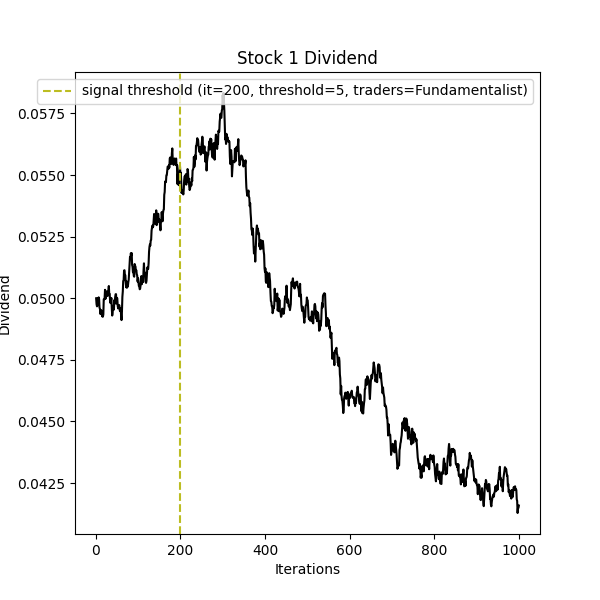 Stock 1 Dividend
signal threshold (it=200, threshold=5, traders=Fundamentalist)
0.0575
0.0550
0.0525
0.0500
0.0475
0.0450
0.0425
Dividend
0 200 400 600 800 1000
Iterations